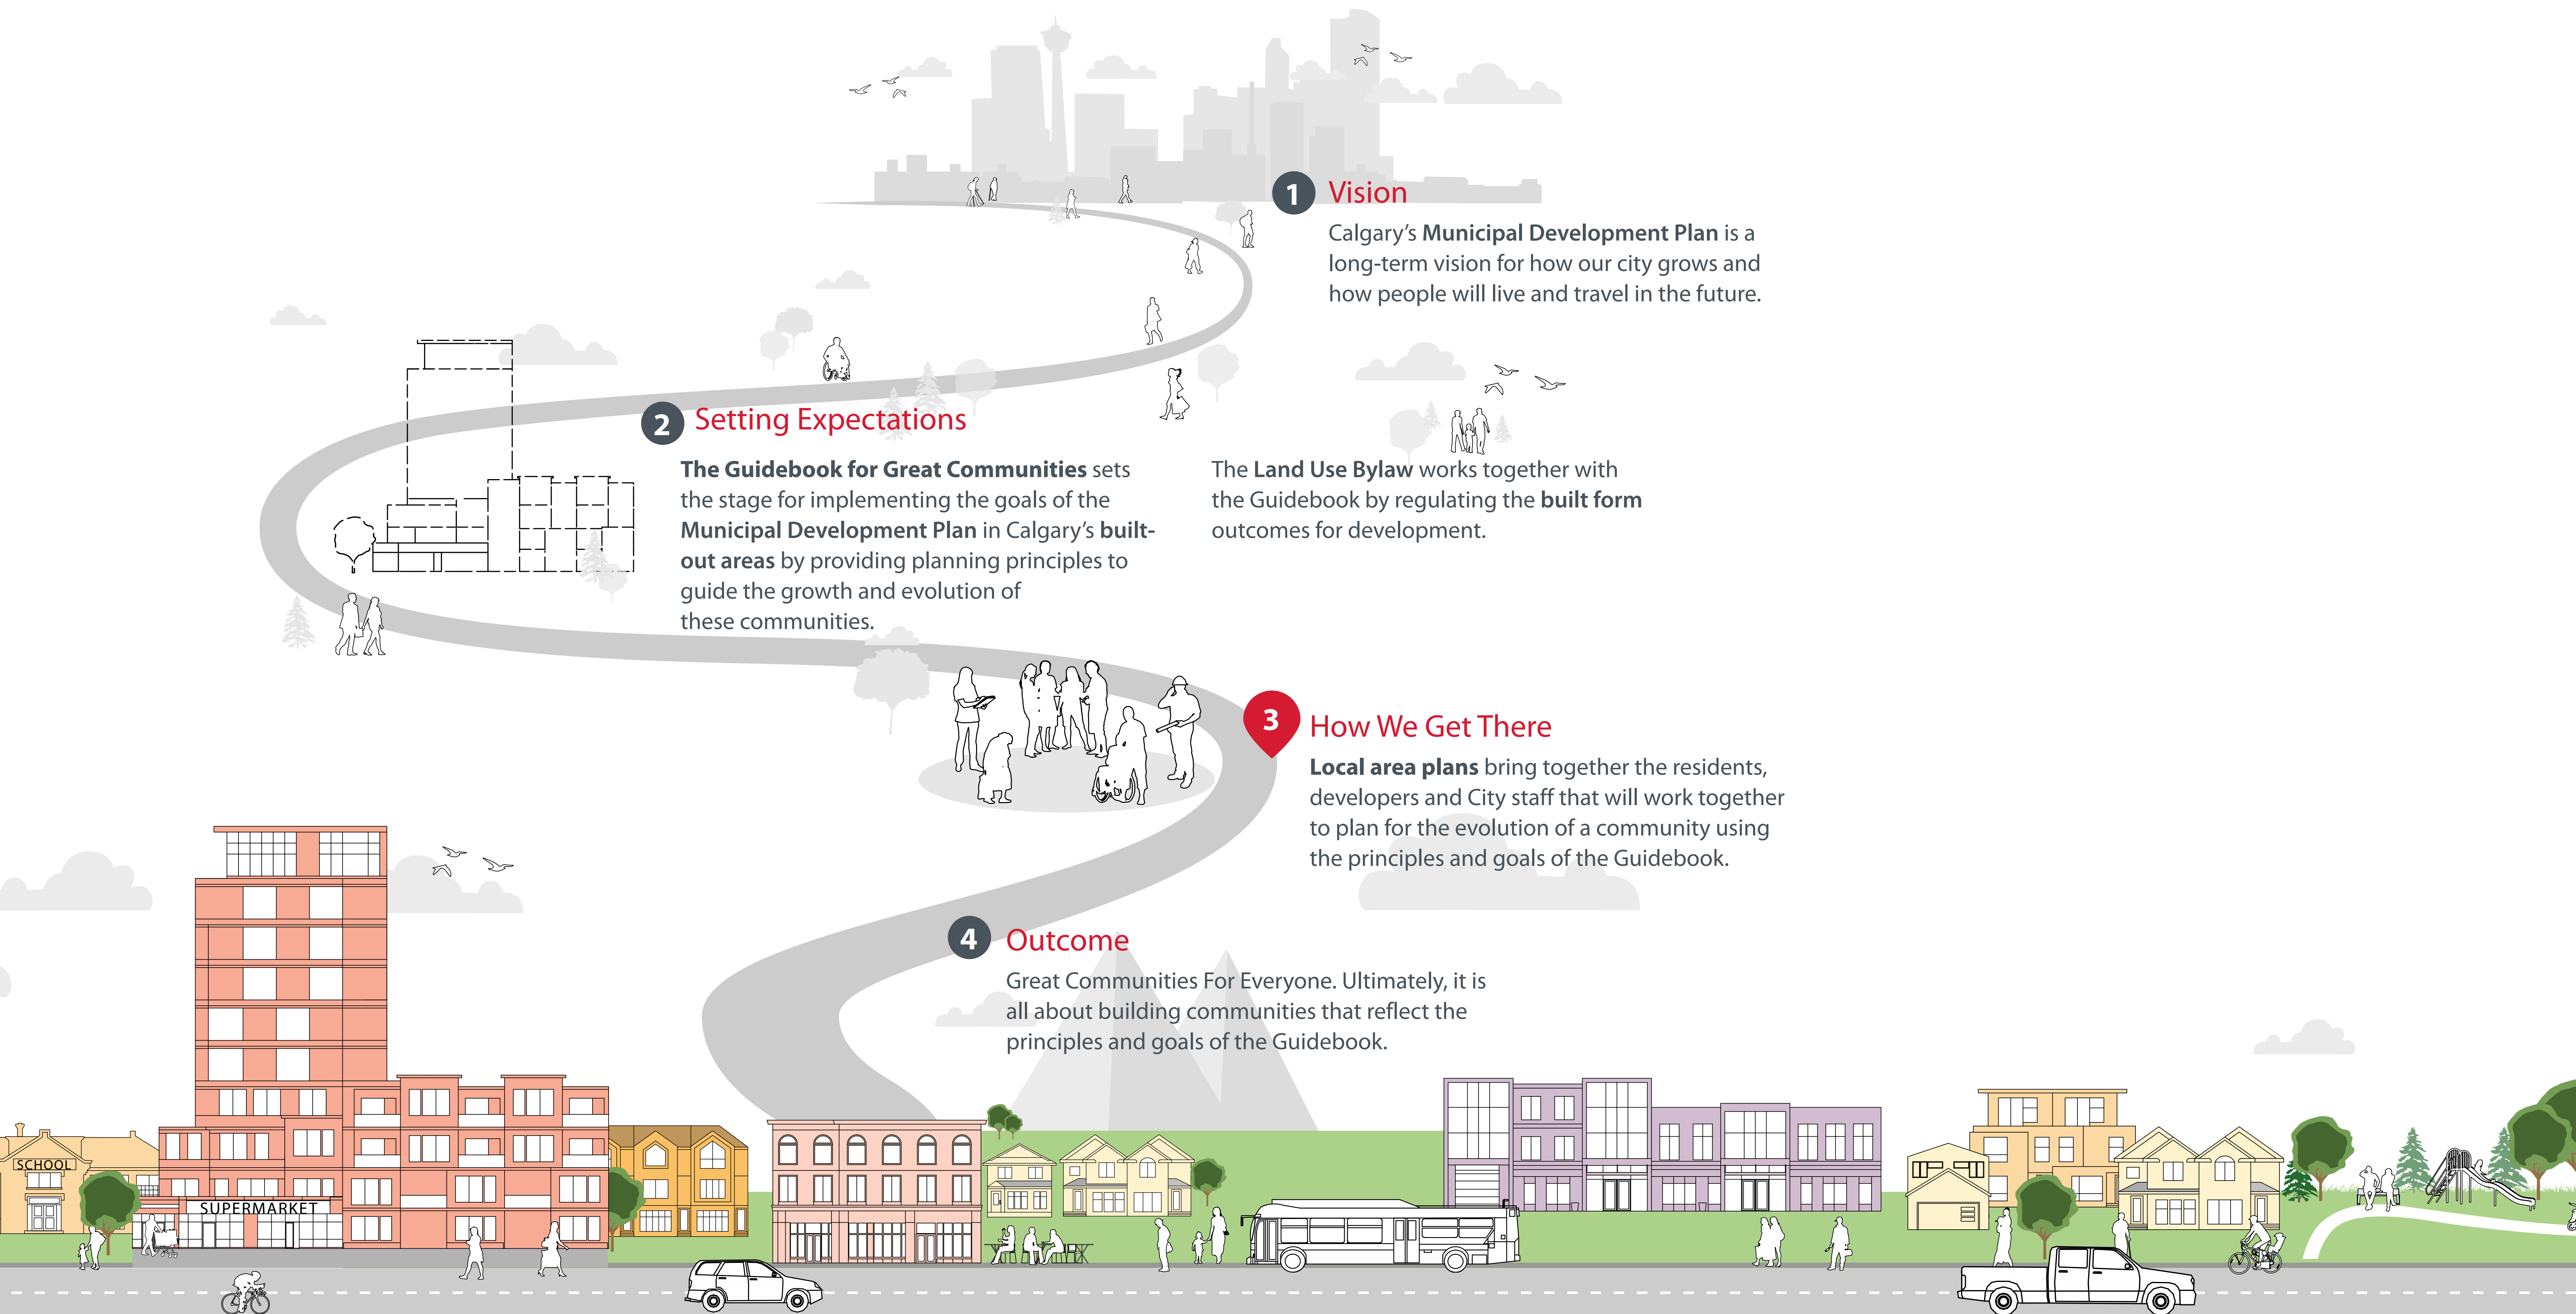 1 Vision
Calgary's Municipal Development Plan is a
long-term vision for how our city grows and
how people will live and travel in the future.
2 Setting Expectations
The Guidebook for Great Communities sets
the stage for implementing the goals of the
Municipal Development Plan in Calgary's built-
out areas by providing planning principles to
guide the growth and evolution of
these communities.
The Land Use Bylaw works together with
the Guidebook by regulating the built form
outcomes for development.
3 How We Get There
Local area plans bring together the residents,
developers and City staff that will work together
to plan for the evolution of a community using
the principles and goals of the Guidebook.
4 Outcome
Great Communities For Everyone. Ultimately, it is
all about building communities that reflect the
principles and goals of the Guidebook.
SCHOOL
SUPERMARKET